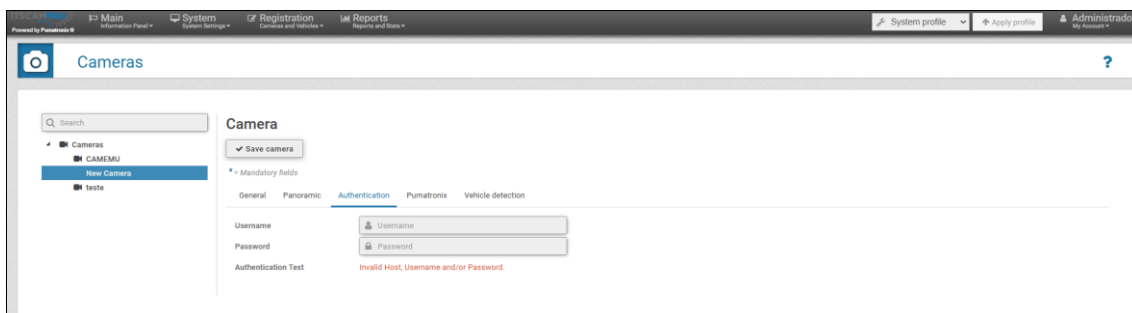 ITSCAMPRO
Powered by Pumatronix ®
Main
Information Panel
System
System Settings
Registration
Cameras and Vehicles
Reports
Reports and Stats
System profile
Apply profile
Administrado
My Account
Cameras
?
Search
Cameras
CAMEMU
New Camera
teste
Camera
Save camera
* = Mandatory fields
General Panoramic Authentication Pumatronix Vehicle detection
Username Username
Password Password
Authentication Test Invalid Host, Username and/or Password.